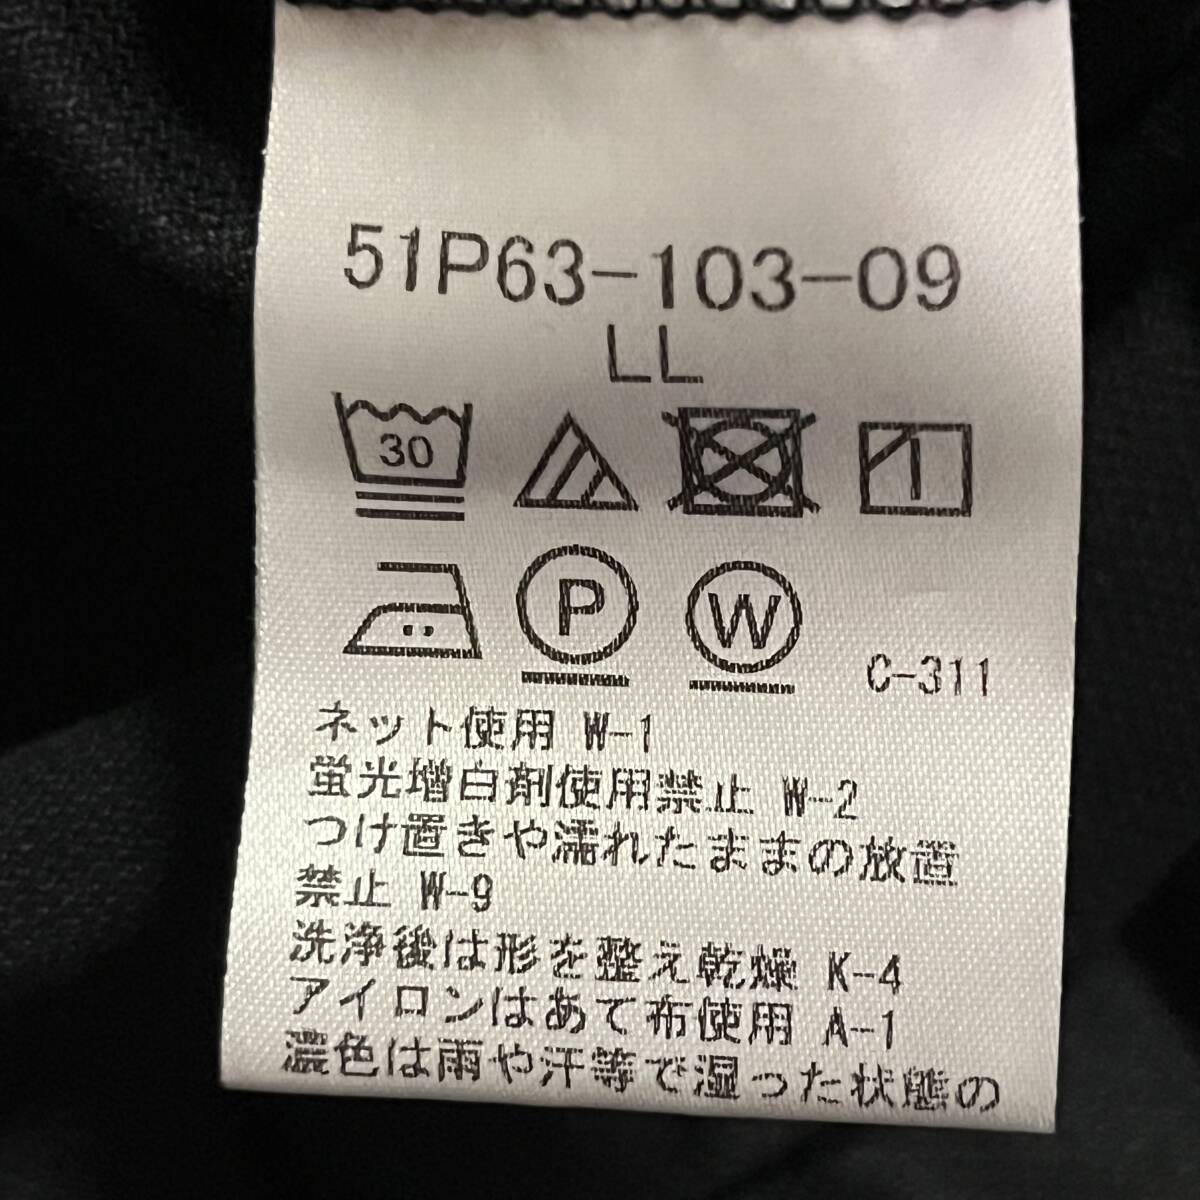 51P63-103-09
LL
30
P W C-311
ネット使用 W-1
蛍光増白剤使用禁止 W-2
つけ置きや濡れたままの放置
禁止 W-9
洗浄後は形を整え乾燥 K-4
アイロンはあて布使用 A-1
濃色は雨や汗等で湿った状態の